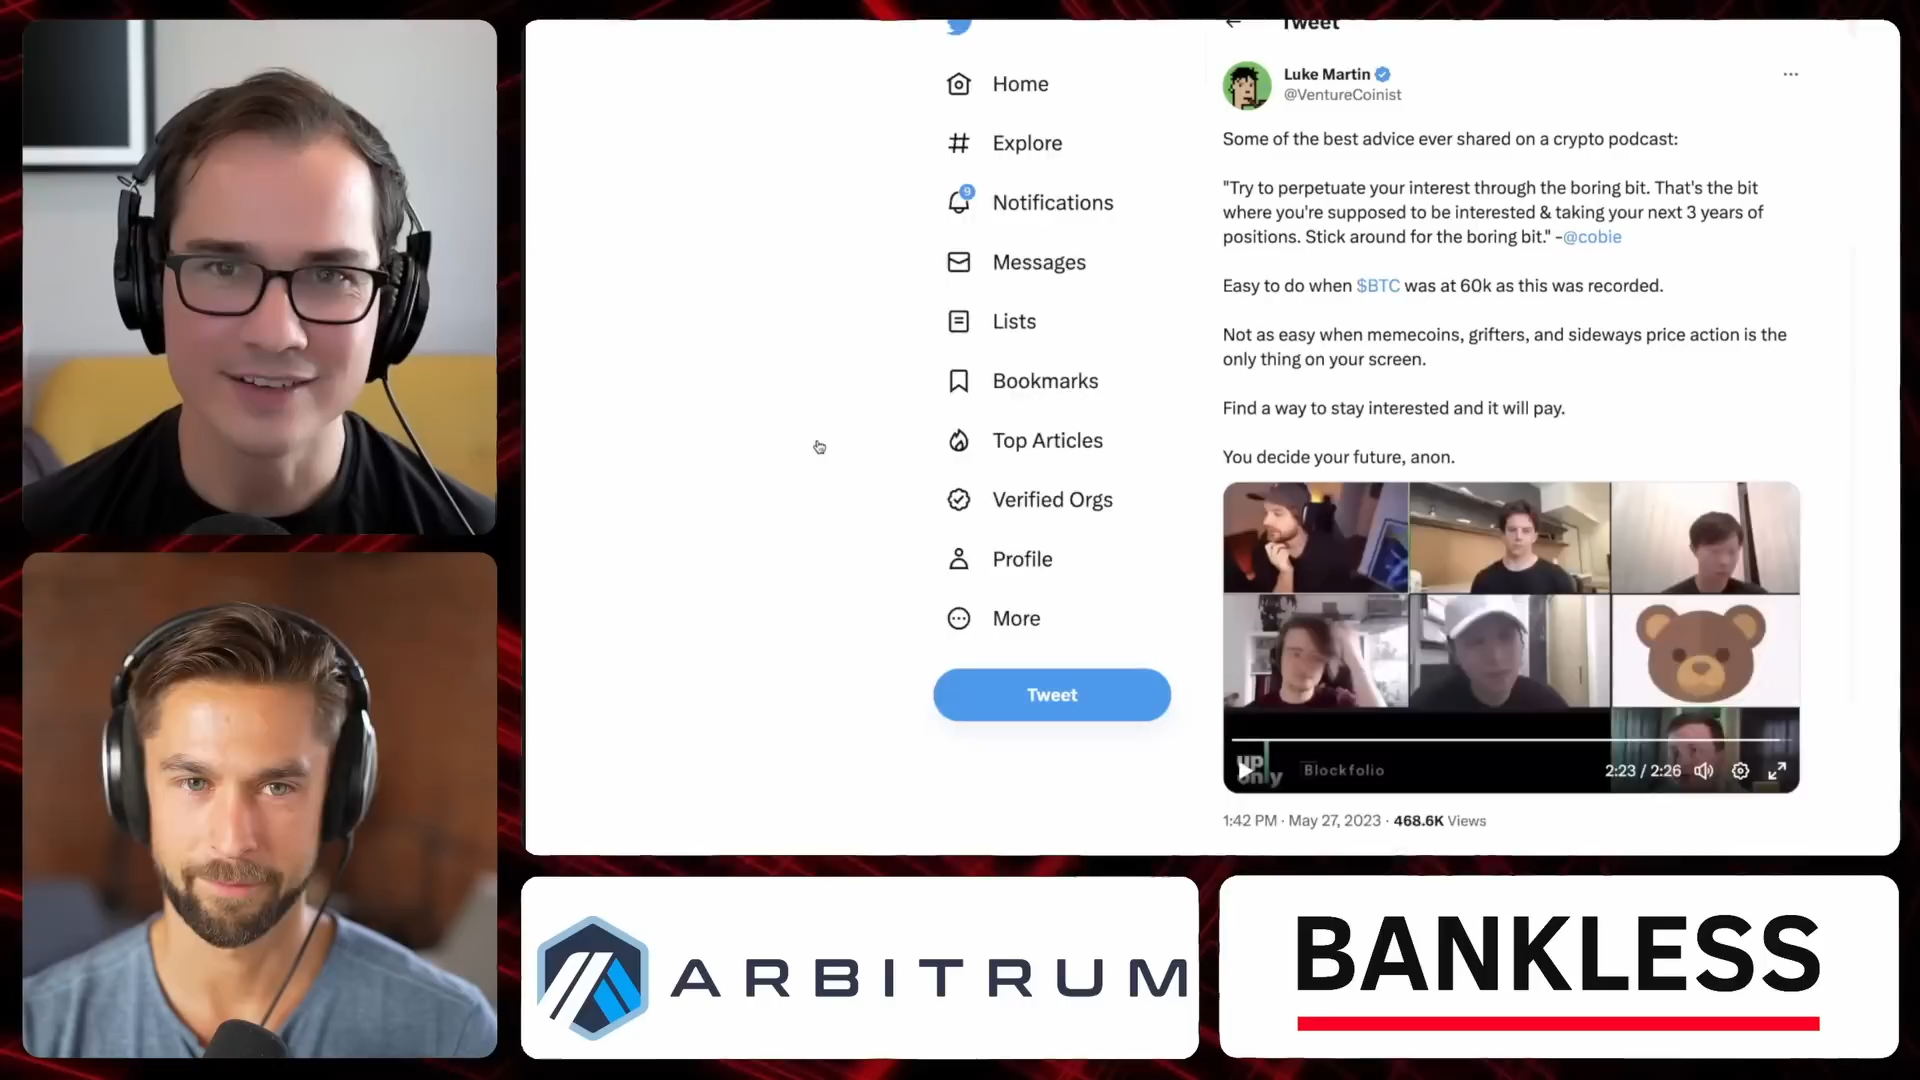 Home
Explore
9
Notifications
Messages
Lists
Bookmarks
Top Articles
Verified Orgs
Profile
More
Tweet
Tweet
Luke Martin
@VentureCoinist
Some of the best advice ever shared on a crypto podcast:
"Try to perpetuate your interest through the boring bit. That's the bit
where you're supposed to be interested & taking your next 3 years of
positions. Stick around for the boring bit." -@cobie
Easy to do when $BTC was at 60k as this was recorded.
Not as easy when memecoins, grifters, and sideways price action is the
only thing on your screen.
Find a way to stay interested and it will pay.
You decide your future, anon.
UP
only
Blockfolio
2:23 / 2:26
1:42 PM · May 27, 2023 · 468.6K Views
ARBITRUM
BANKLESS